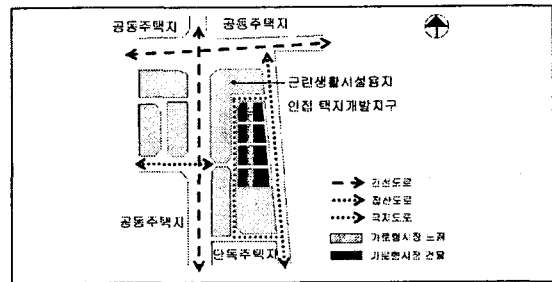 공동주택지
공동주택지
근린생활시설용지
인접 택지개발지구
간선도로
집산도로
국지도로
공동주택지
가로형시장 노점
단독주택지
가로형시장 건물